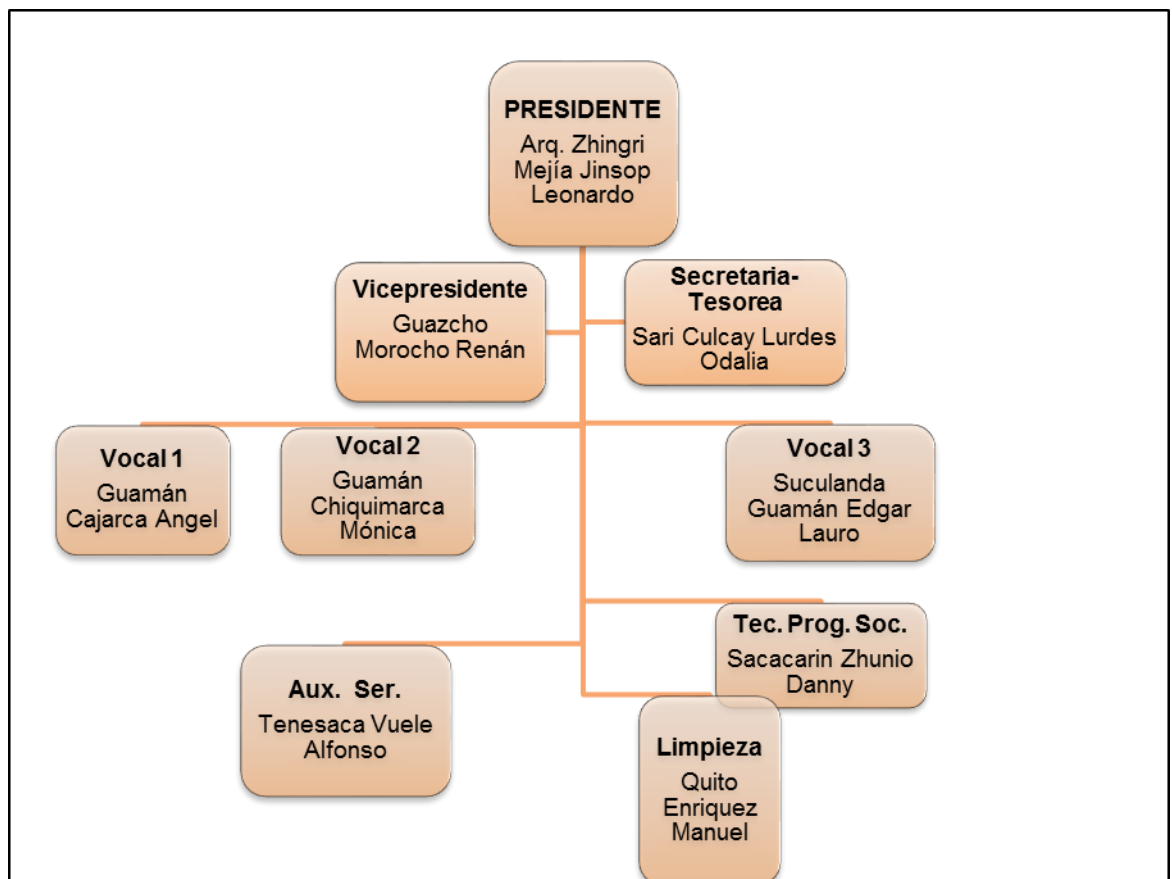 PRESIDENTE
Arq. Zhingri
Mejía Jinsop
Leonardo
Vicepresidente
Guazcho
Morocho Renán
Secretaria-
Tesorea
Sari Culcay Lurdes
Odalia
Vocal 1
Guamán
Cajarca Angel
Vocal 2
Guamán
Chiquimarca
Mónica
Vocal 3
Suculanda
Guamán Edgar
Lauro
Aux. Ser.
Tenesaca Vuele
Alfonso
Tec. Prog. Soc.
Sacacarin Zhunio
Danny
Limpieza
Quito
Enriquez
Manuel